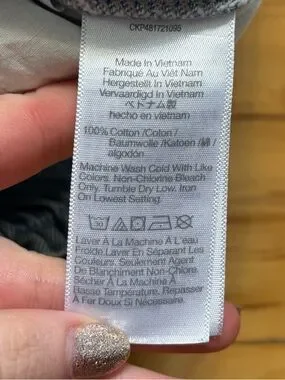 CKP481721095
Made In Vietnam
Fabriqué Au Viêt Nam
Hergestellt In Vietnam
Vervaardigd In Vietnam
ベトナム製
hecho en vietnam
100% Cotton /Coton /
Baumwolle /Katoen /綿 /
algodón
Machine Wash Cold With Like
Colors. Non-Chlorine Bleach
Only. Tumble Dry Low. Iron
On Lowest Setting.
Laver À La Machine À L'eau
Froide Laver En Séparant Les
Couleurs. Seulement Agent
De Blanchiment Non-Chlore.
Sécher À La Machine À
Basse Température. Repasser
À Fer Doux Si Nécessaire.